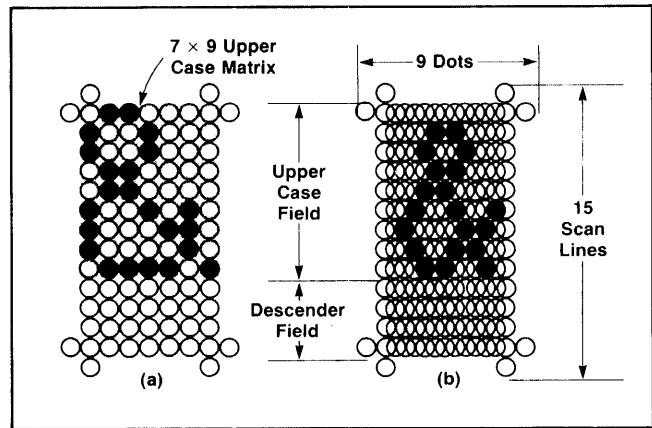 7 × 9 Upper
Case Matrix
9 Dots
Upper
Case
Field
15
Scan
Lines
Descender
Field
(a)
(b)